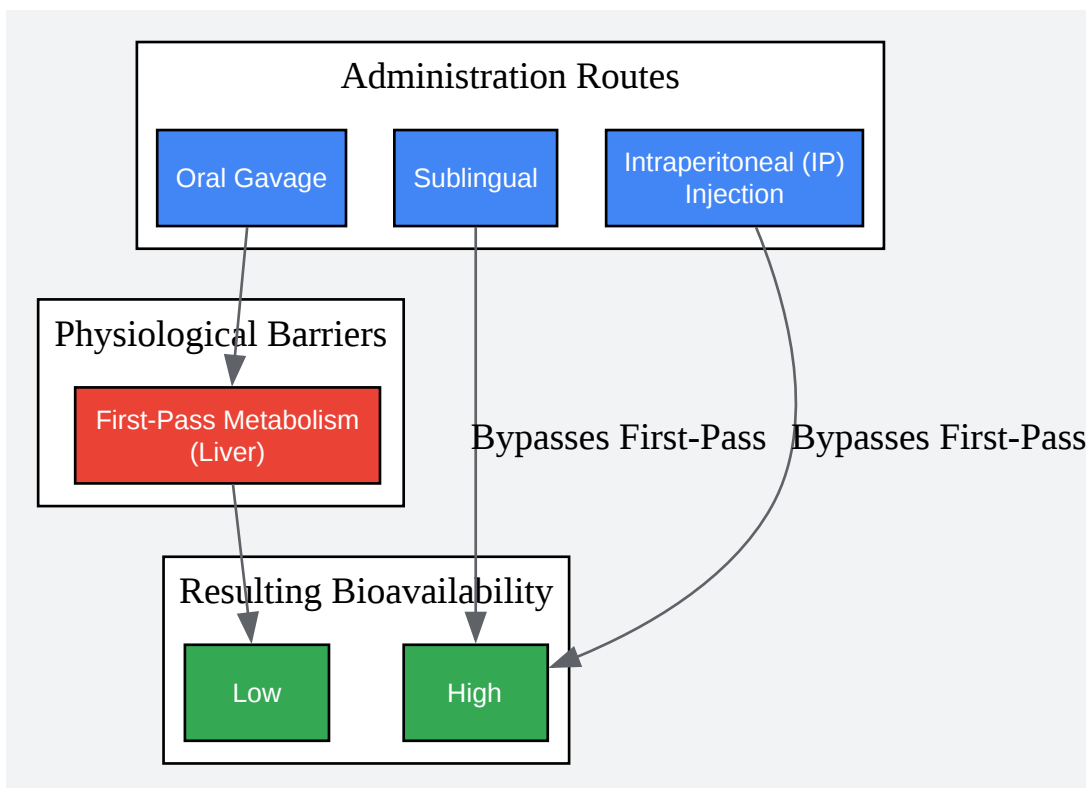 Administration Routes
Oral Gavage
Sublingual
Intraperitoneal (IP)
Injection
Physiological Barriers
First-Pass Metabolism
(Liver)
Bypasses First-Pass
Bypasses First-Pass
Resulting Bioavailability
Low
High